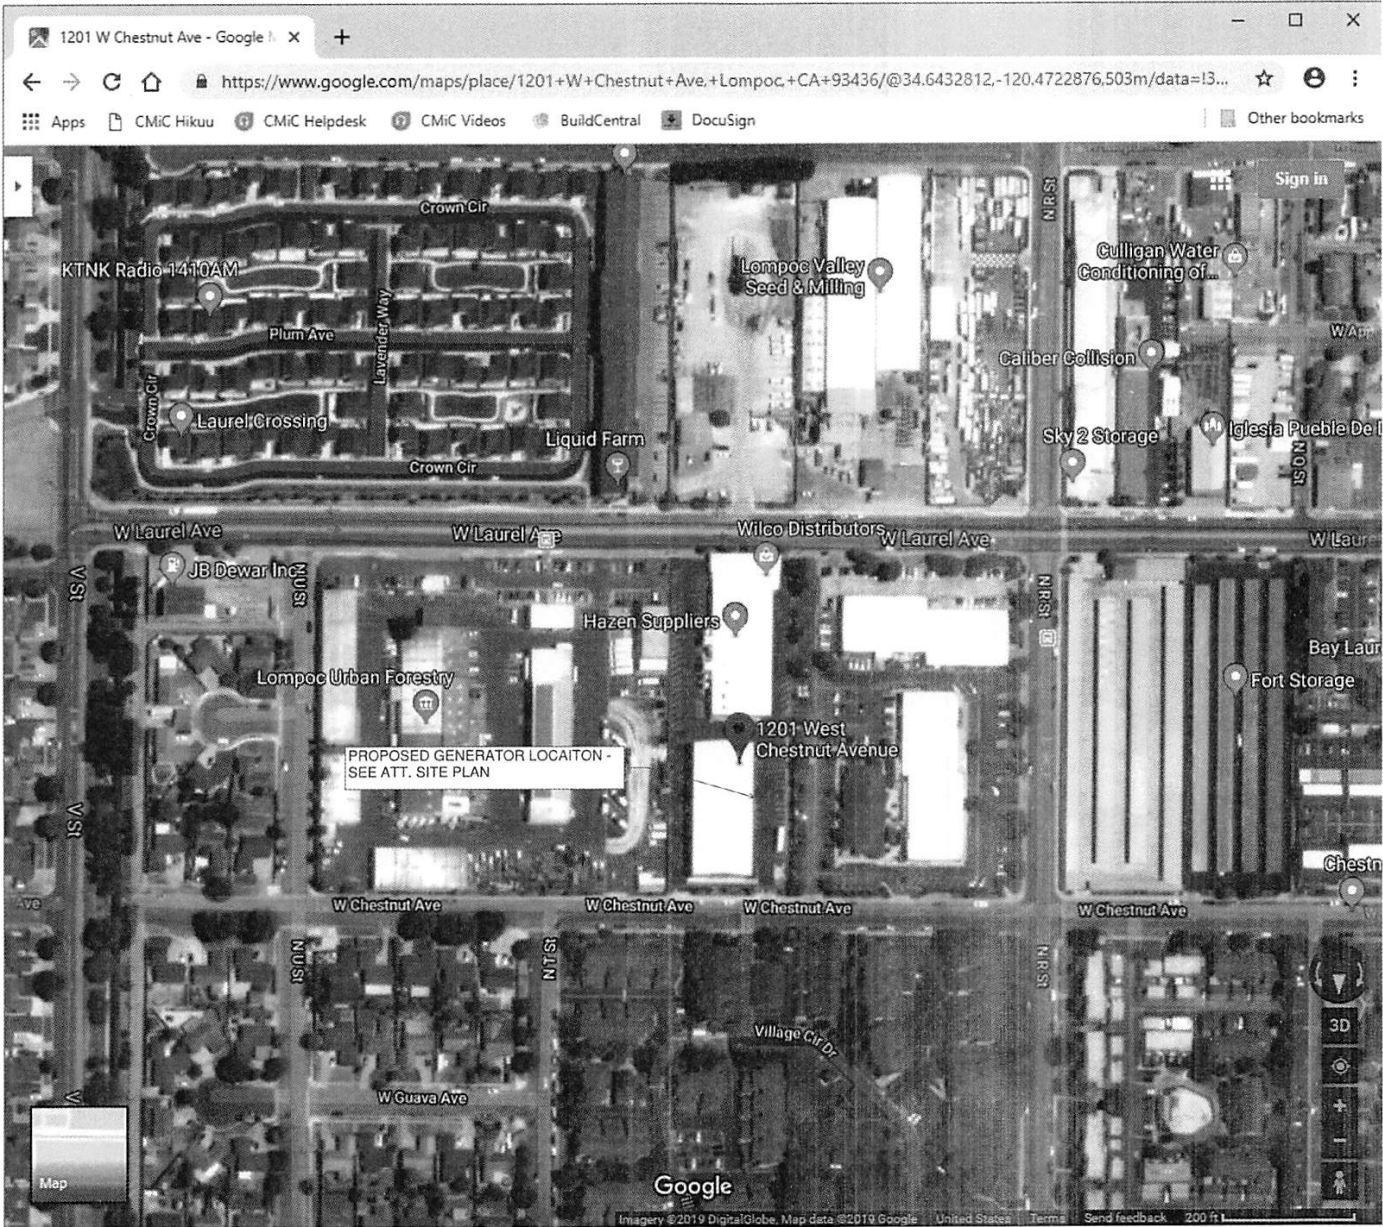 1201 W Chestnut Ave - Google M
https://www.google.com/maps/place/1201+W+Chestnut+Ave,+Lompoc,+CA+93436/@34.6432812,-120.4722876,503m/data=!3...
Apps
CMiC Hikuu
CMiC Helpdesk
CMiC Videos
BuildCentral
DocuSign
Other bookmarks
Sign in
N R St
Crown Cir
Culligan Water
Conditioning of...
KTNK Radio 1410AM
Lompoc Valley
Seed & Milling
Plum Ave
Lavender Way
W Ap
Caliber Collision
Crown Cir
Laurel Crossing
Liquid Farm
Sky 2 Storage
Iglesia Pueble De
Crown Cir
N Q St
W Laurel Ave
W Laurel Ave
Wilco Distributors
W Laurel Ave
W Laure
V St
JB Dewar Inc
N U St
N R St
Hazen Suppliers
Bay Laur
Lompoc Urban Forestry
Fort Storage
1201 West
Chestnut Avenue
PROPOSED GENERATOR LOCAITON -
SEE ATT. SITE PLAN
V St
Chestn
Ave
W Chestnut Ave
W Chestnut Ave
W Chestnut Ave
W Chestnut Ave
W
N U St
N T St
N R St
3D
Village Cir Dr
W Guava Ave
V
Map
Google
Imagery ©2019 DigitalGlobe, Map data ©2019 Google
United States
Terms
Send feedback
200 ft